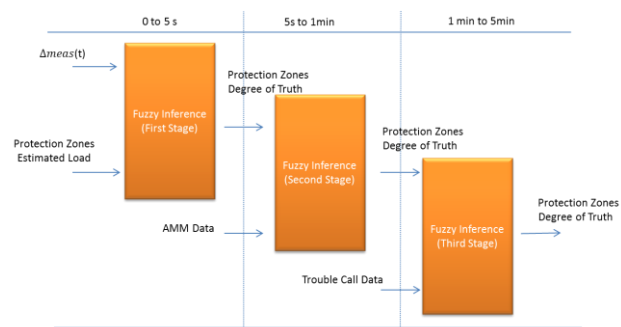 0 to 5 s
5s to 1min
1 min to 5min
Δmeas(t)
Protection Zones
Estimated Load
Fuzzy Inference
(First Stage)
Protection Zones
Degree of Truth
AMM Data
Fuzzy Inference
(Second Stage)
Protection Zones
Degree of Truth
Trouble Call Data
Fuzzy Inference
(Third Stage)
Protection Zones
Degree of Truth